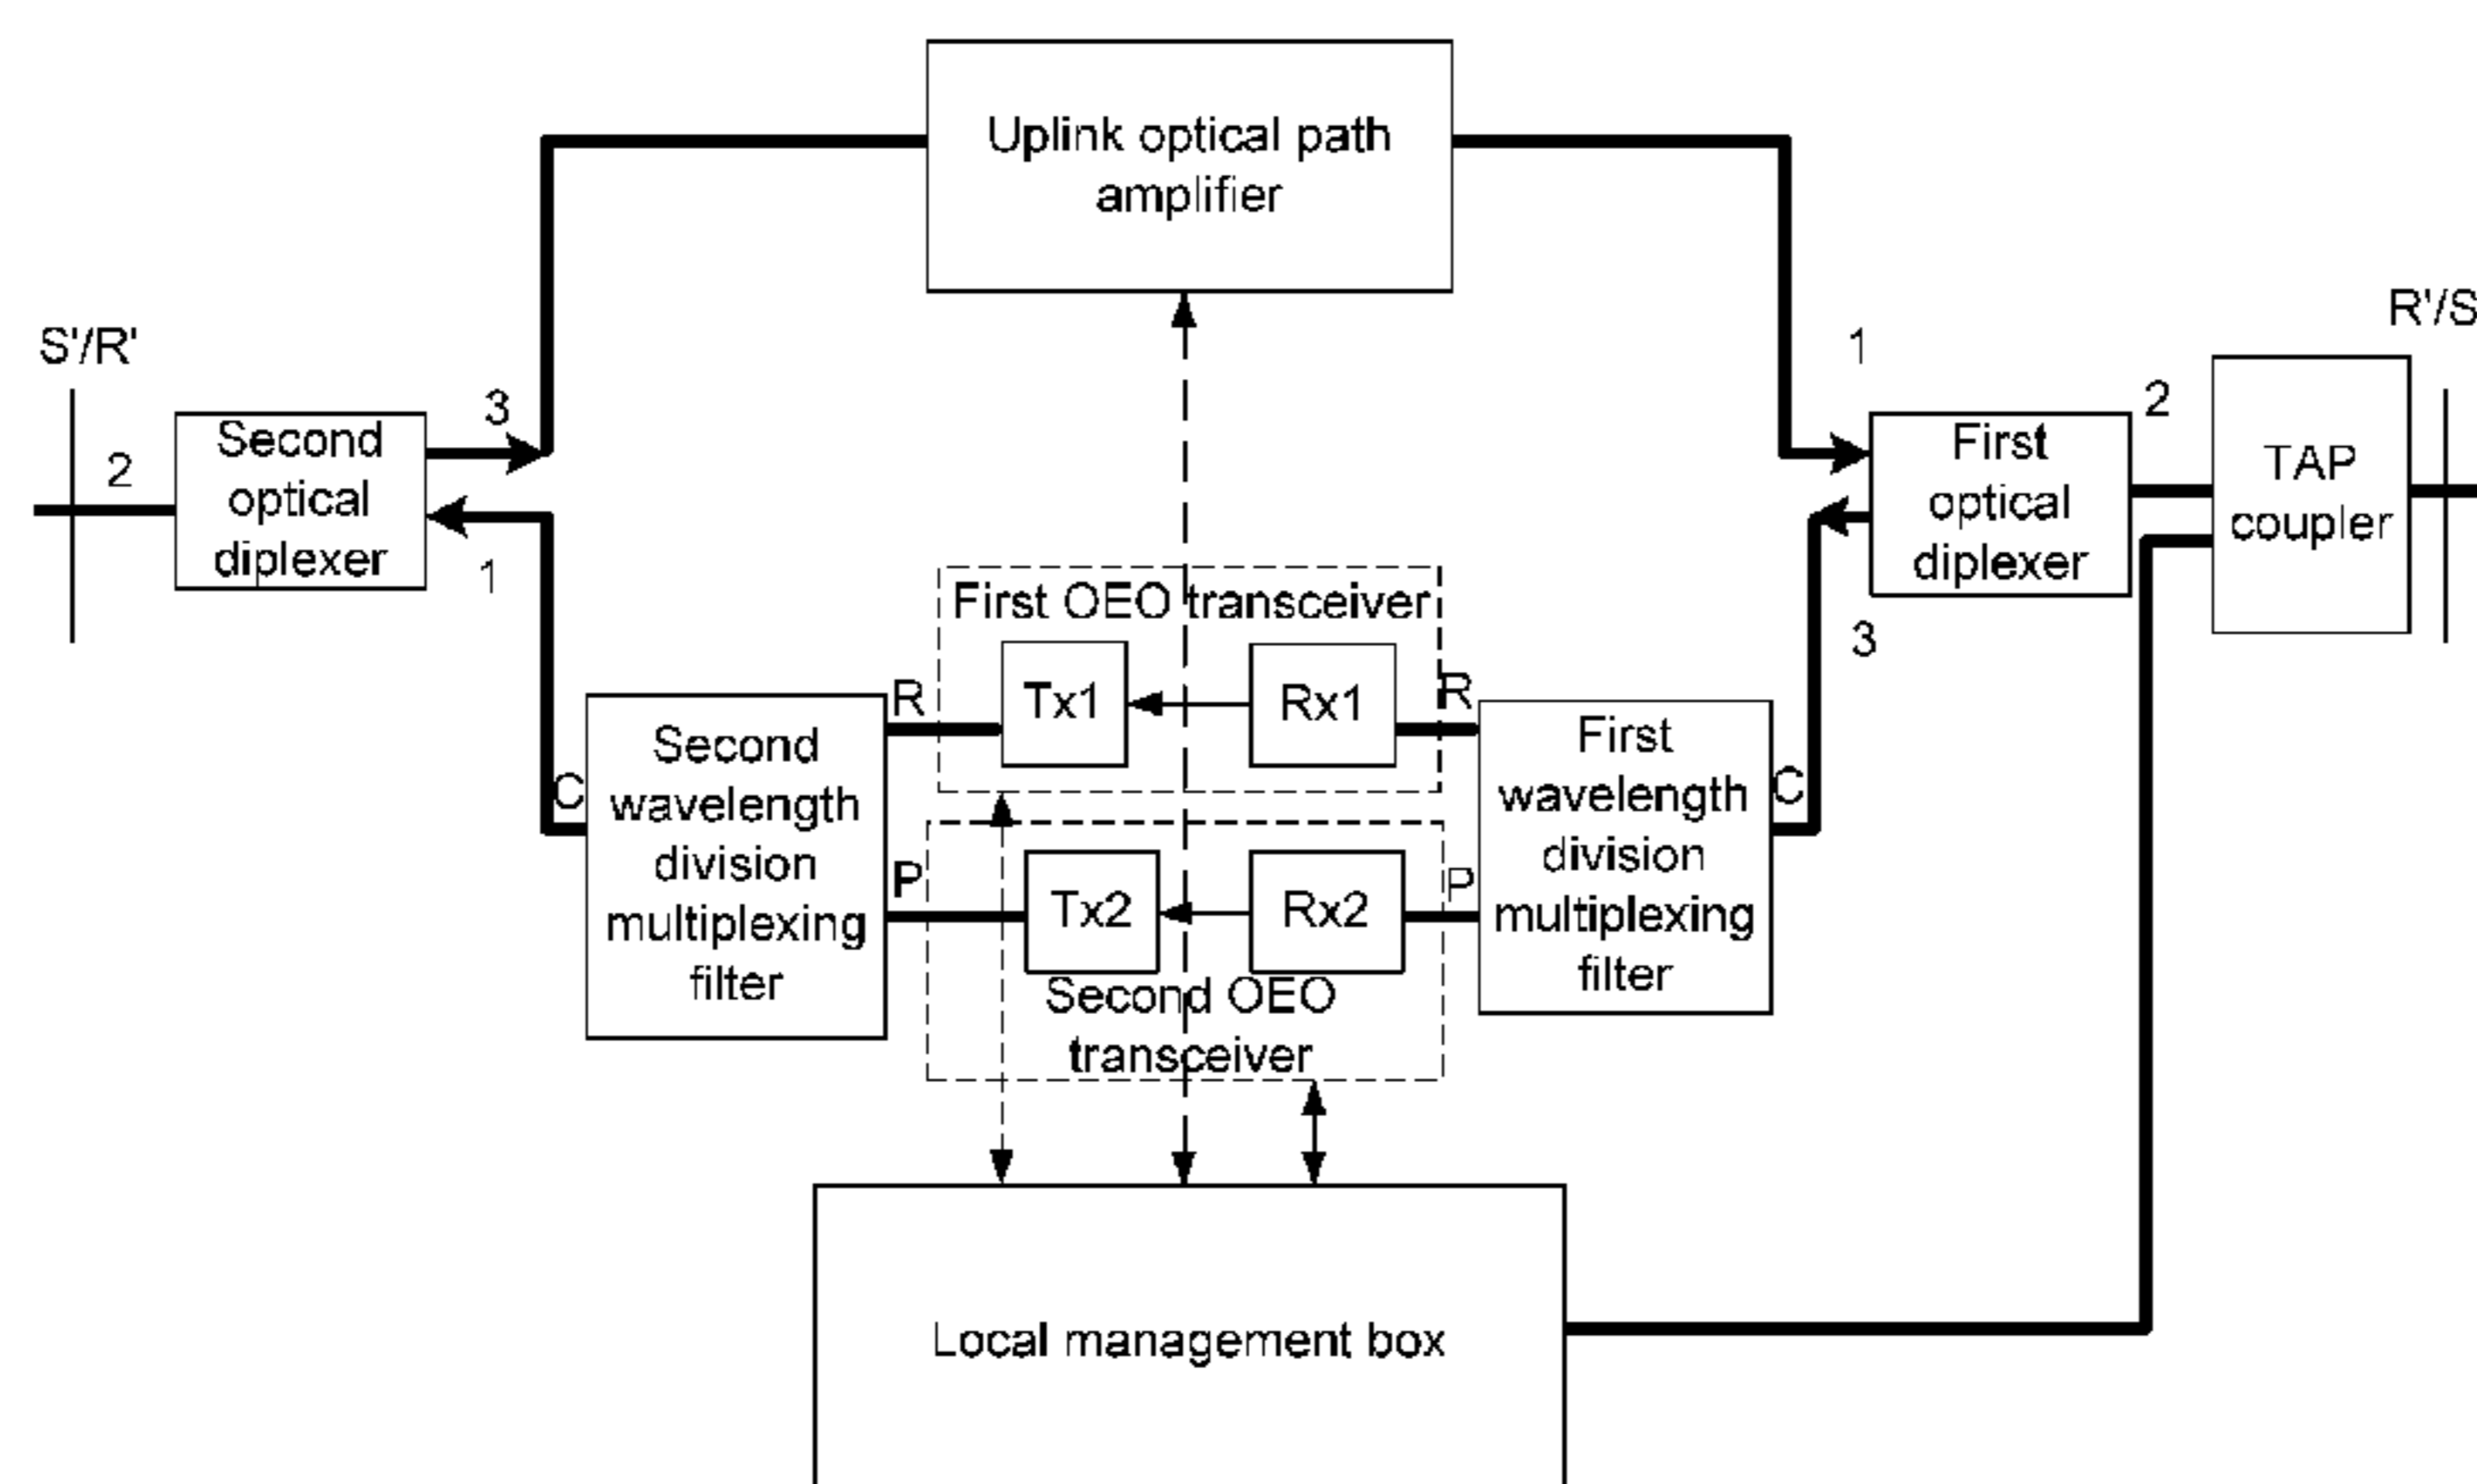 Uplink optical path
amplifier
S'/R'
R'/S
3
1
2
2
Second
optical
diplexer
1
First
optical
diplexer
3
TAP
coupler
First OEO transceiver
R
Tx1
Rx1
R
Second
wavelength
division
multiplexing
filter
C
First
wavelength
division
multiplexing
filter
C
P
Tx2
Rx2
P
Second OEO
transceiver
Local management box